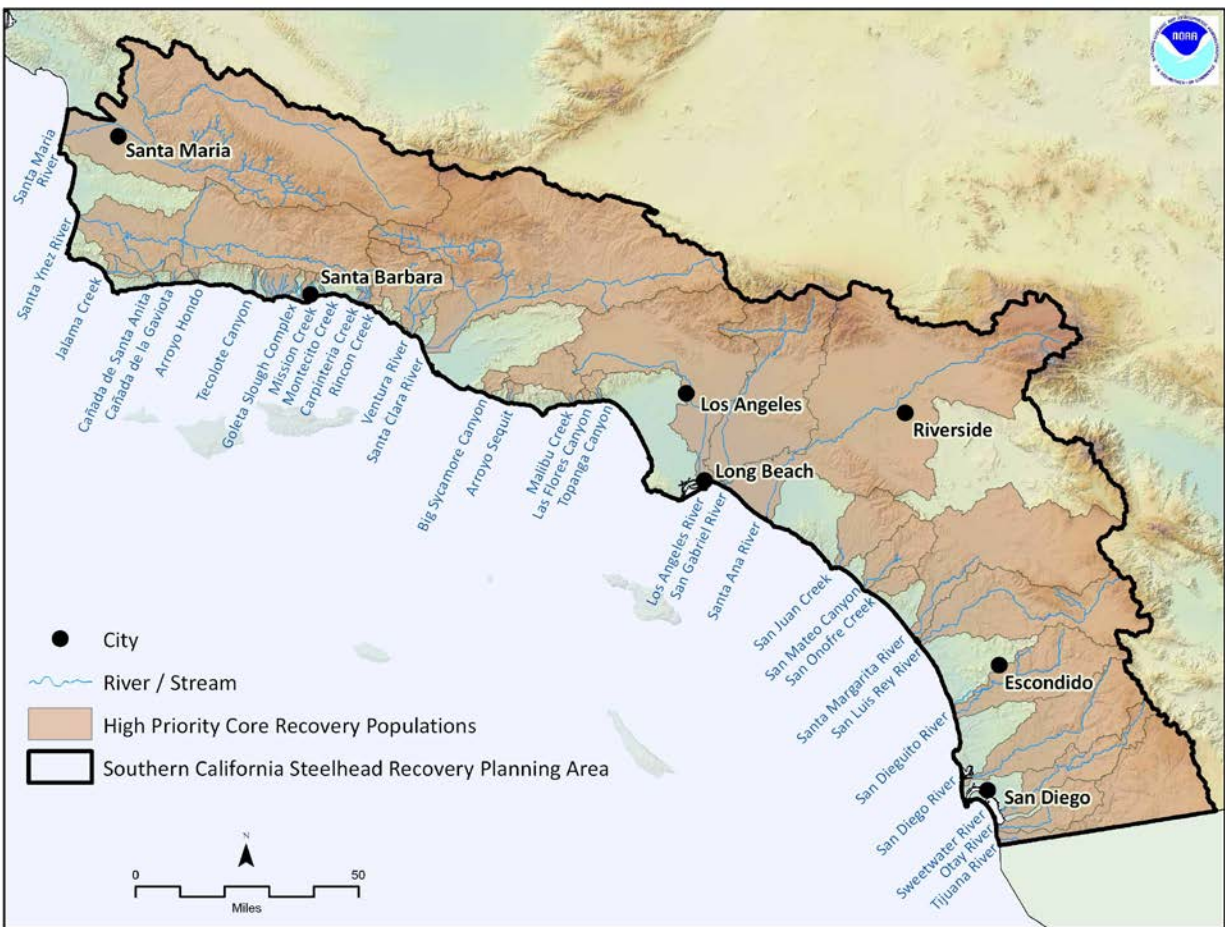 NOAA
Santa Maria
Santa Maria
River
Santa Ynez River
Santa Barbara
Jalama Creek
Cañada de Santa Anita
Cañada de la Gaviota
Arroyo Hondo
Tecolote Canyon
Goleta Slough Complex
Mission Creek
Montecito Creek
Carpinteria Creek
Rincon Creek
Ventura River
Santa Clara River
Big Sycamore Canyon
Arroyo Sequit
Malibu Creek
Las Flores Canyon
Topanga Canyon
Los Angeles
Riverside
Long Beach
Los Angeles River
San Gabriel River
Santa Ana River
San Juan Creek
San Mateo Canyon
San Onofre Creek
Santa Margarita River
San Luis Rey River
Escondido
San Dieguito River
San Diego River
San Diego
Sweetwater River
Otay River
Tijuana River
City
River / Stream
High Priority Core Recovery Populations
Southern California Steelhead Recovery Planning Area
N
0 50
Miles